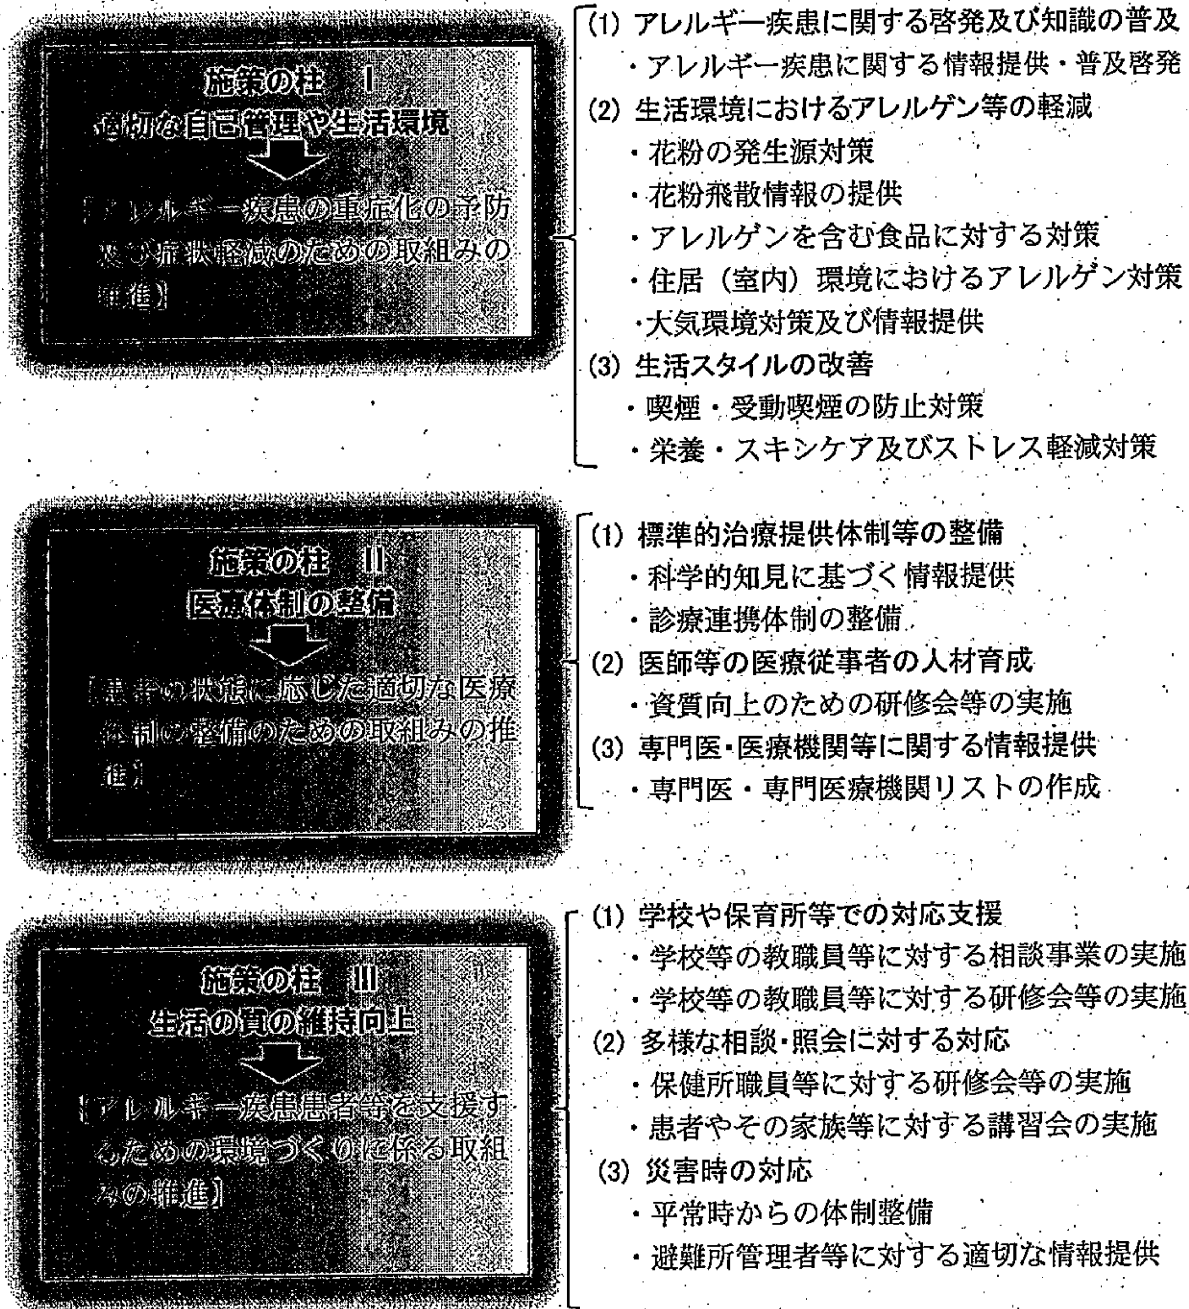 施策の柱 Ⅰ
適切な自己管理や生活環境
【アレルギー疾患の重症化の予防
及び症状軽減のための取組みの
推進】
(1) アレルギー疾患に関する啓発及び知識の普及
・アレルギー疾患に関する情報提供・普及啓発
(2) 生活環境におけるアレルゲン等の軽減
・花粉の発生源対策
・花粉飛散情報の提供
・アレルゲンを含む食品に対する対策
・住居（室内）環境におけるアレルゲン対策
・大気環境対策及び情報提供
(3) 生活スタイルの改善
・喫煙・受動喫煙の防止対策
・栄養・スキンケア及びストレス軽減対策
施策の柱 Ⅱ
医療体制の整備
【患者の状態に応じた適切な医療
体制の整備のための取組みの推
進】
(1) 標準的治療提供体制等の整備
・科学的知見に基づく情報提供
・診療連携体制の整備
(2) 医師等の医療従事者の人材育成
・資質向上のための研修会等の実施
(3) 専門医・医療機関等に関する情報提供
・専門医・専門医療機関リストの作成
施策の柱 Ⅲ
生活の質の維持向上
【アレルギー疾患患者等を支援す
るための環境づくりに係る取組
みの推進】
(1) 学校や保育所等での対応支援
・学校等の教職員等に対する相談事業の実施
・学校等の教職員等に対する研修会等の実施
(2) 多様な相談・照会に対する対応
・保健所職員等に対する研修会等の実施
・患者やその家族等に対する講習会の実施
(3) 災害時の対応
・平常時からの体制整備
・避難所管理者等に対する適切な情報提供